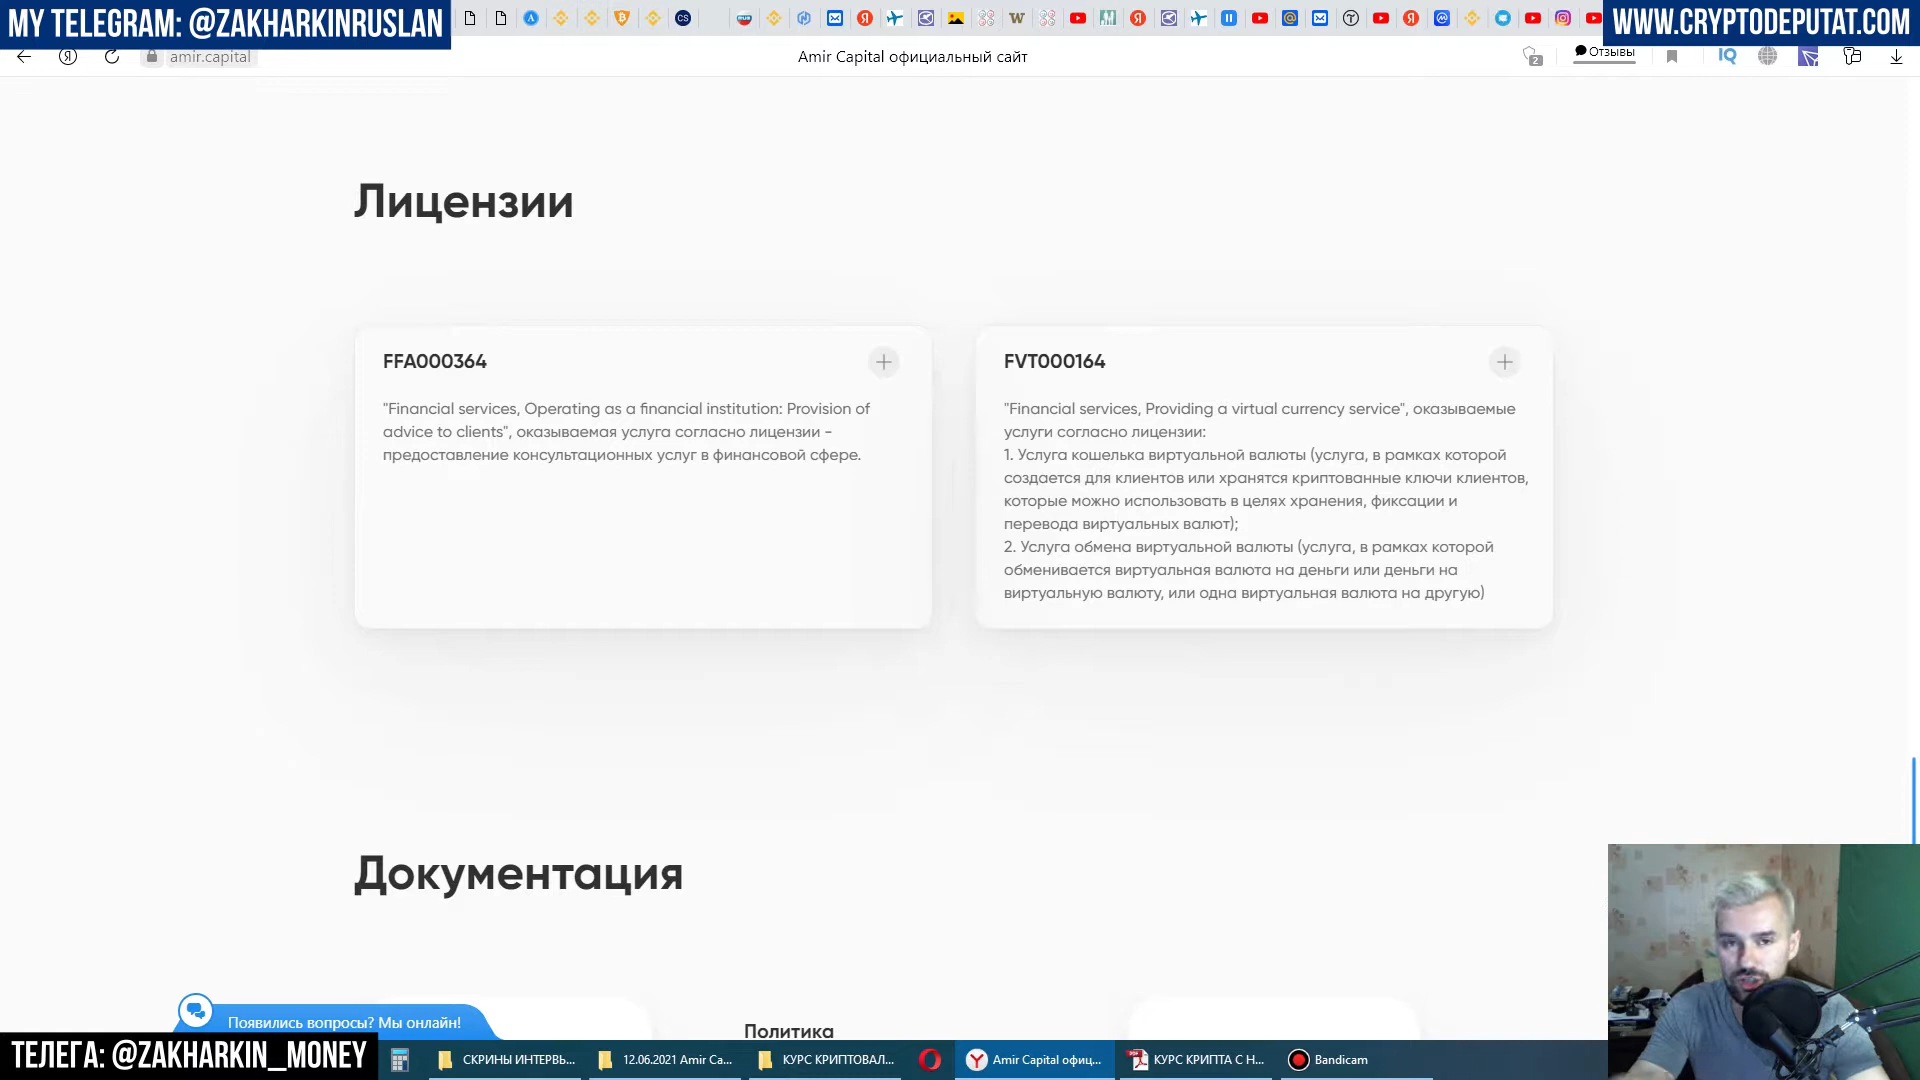 MY TELEGRAM: @ZAKHARKINRUSLAN
CS
WWW.CRYPTODEPUTAT.COM
amir.capital
Amir Capital официальный сайт
2
Отзывы
IQ
Лицензии
FFA000364
"Financial services, Operating as a financial institution: Provision of
advice to clients", оказываемая услуга согласно лицензии -
предоставление консультационных услуг в финансовой сфере.
FVT000164
"Financial services, Providing a virtual currency service", оказываемые
услуги согласно лицензии:
1. Услуга кошелька виртуальной валюты (услуга, в рамках которой
создается для клиентов или хранятся криптованные ключи клиентов,
которые можно использовать в целях хранения, фиксации и
перевода виртуальных валют);
2. Услуга обмена виртуальной валюты (услуга, в рамках которой
обменивается виртуальная валюта на деньги или деньги на
виртуальную валюту, или одна виртуальная валюта на другую)
Документация
Политика
Появились вопросы? Мы онлайн!
ТЕЛЕГА: @ZAKHARKIN_MONEY
СКРИНЫ ИНТЕРВЬ...
12.06.2021 Amir Ca...
КУРС КРИПТОВАЛ...
Amir Capital офиц...
КУРС КРИПТА С Н...
Bandicam